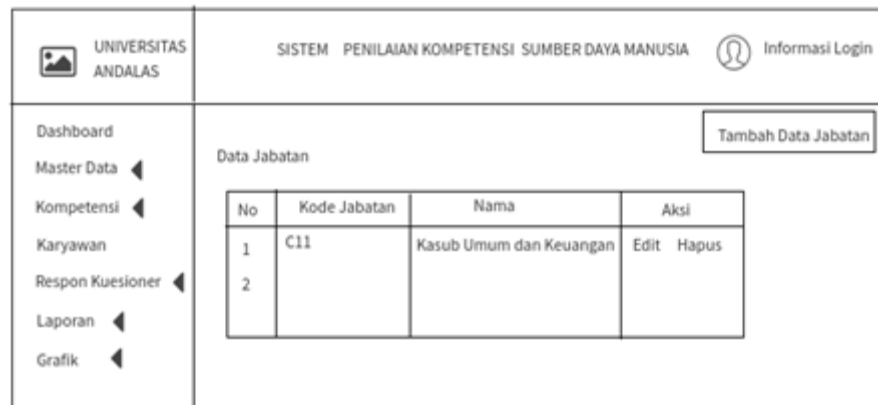 UNIVERSITAS
ANDALAS
SISTEM PENILAIAN KOMPETENSI SUMBER DAYA MANUSIA
Informasi Login
Dashboard
Master Data
Kompetensi
Karyawan
Respon Kuesioner
Laporan
Grafik
Tambah Data Jabatan
Data Jabatan
No Kode Jabatan Nama Aksi
1 C11 Kasub Umum dan Keuangan Edit Hapus
2